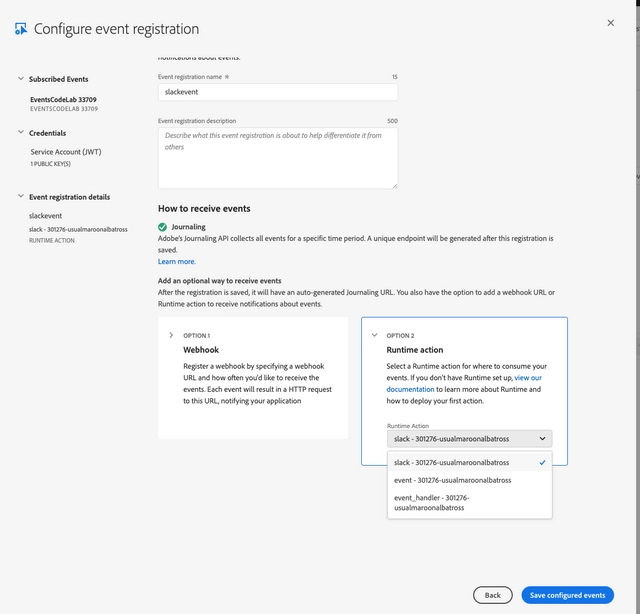 Configure event registration
Subscribed Events
EventsCodeLab 33709
EVENTSCODELAB 33709
Credentials
Service Account (JWT)
1 PUBLIC KEY(S)
Event registration details
slackevent
slack - 301276-usualmaroonalbatross
RUNTIME ACTION
notifications about events.
Event registration name
15
slackevent
Event registration description
500
Describe what this event registration is about to help differentiate it from
others
How to receive events
Journaling
Adobe's Journaling API collects all events for a specific time period. A unique endpoint will be generated after this registration is
saved.
Learn more.
Add an optional way to receive events
After the registration is saved, it will have an auto-generated Journaling URL. You also have the option to add a webhook URL or
Runtime action to receive notifications about events.
OPTION 1
Webhook
Register a webhook by specifying a webhook
URL and how often you'd like to receive the
events. Each event will result in a HTTP request
to this URL, notifying your application
OPTION 2
Runtime action
Select a Runtime action for where to consume your
events. If you don't have Runtime set up, view our
documentation to learn more about Runtime and
how to deploy your first action.
Runtime Action
slack - 301276-usualmaroonalbatross
slack - 301276-usualmaroonalbatross
event - 301276-usualmaroonalbatross
event_handler - 301276-
usualmaroonalbatross
Back
Save configured events